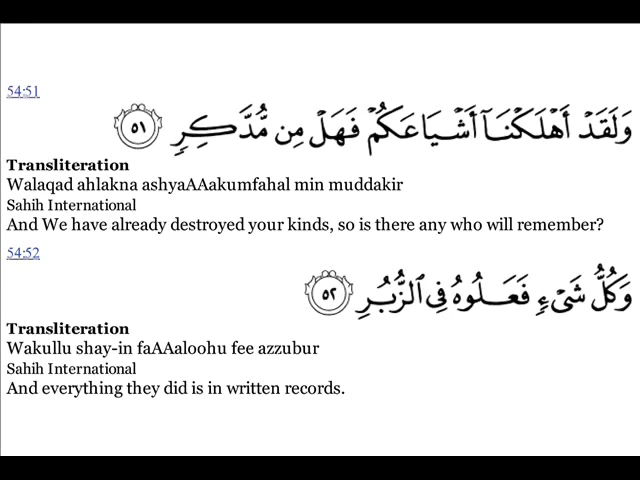 54:51
وَلَقَدۡ أَهۡلَكۡنَآ أَشۡيَاعَكُمۡ فَهَلۡ مِن مُّدَّكِرٖ ٥١
Transliteration
Walaqad ahlakna ashyaAAakumfahal min muddakir
Sahih International
And We have already destroyed your kinds, so is there any who will remember?
54:52
وَكُلُّ شَيۡءٖ فَعَلُوهُ فِي ٱلزُّبُرِ ٥٢
Transliteration
Wakullu shay-in faAAaloohu fee azzubur
Sahih International
And everything they did is in written records.